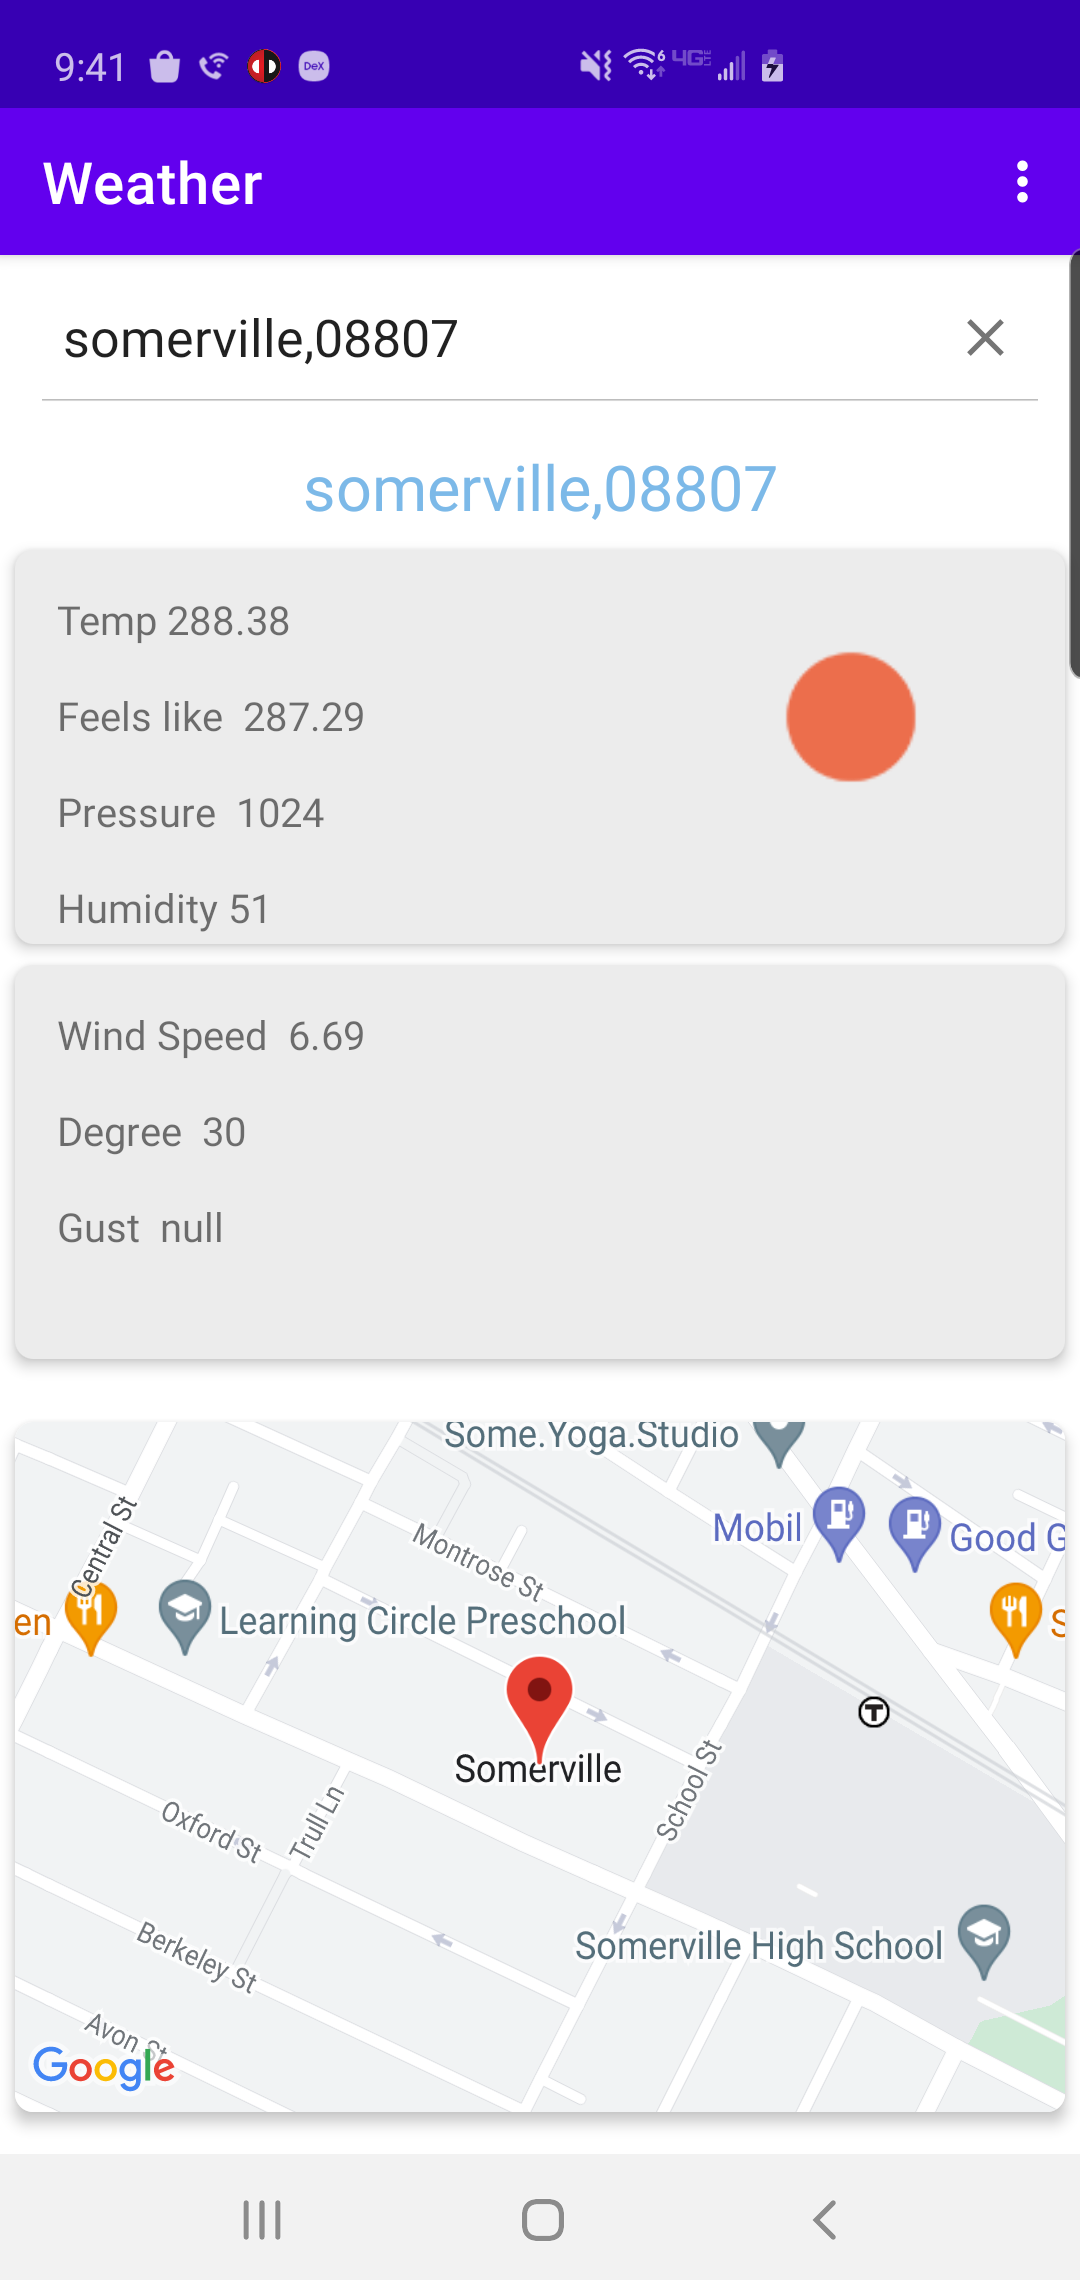 9:41
DeX
6
4G
Weather
somerville,08807
somerville,08807
Temp 288.38
Feels like 287.29
Pressure 1024
Humidity 51
Wind Speed 6.69
Degree 30
Gust null
Some.Yoga.Studio
Mobil
Good G
Central St
Montrose St
en
Learning Circle Preschool
S
T
Somerville
School St
Oxford St
Trull Ln
Berkeley St
Somerville High School
Avon St
Google